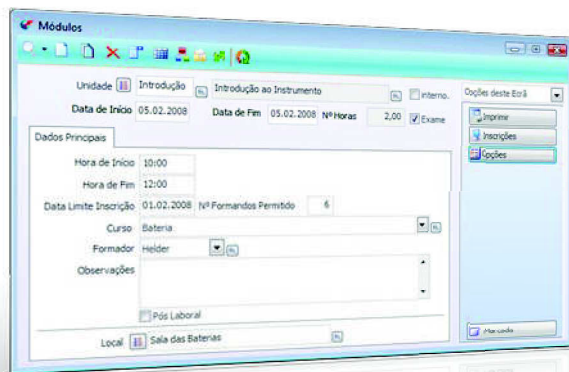 Módulos
Unidade Introdução Introdução ao Instrumento interno.
Data de Início 05.02.2008 Data de Fim 05.02.2008 Nº Horas 2,00 Exame
Dados Principais
Hora de Início 10:00
Hora de Fim 12:00
Data Limite Inscrição 01.02.2008 Nº Formandos Permitido 6
Curso Bateria
Formador Helder
Observações
Pós Laboral
Local Sala das Baterias
Opções deste Ecrã
Imprimir
Inscrições
Opções